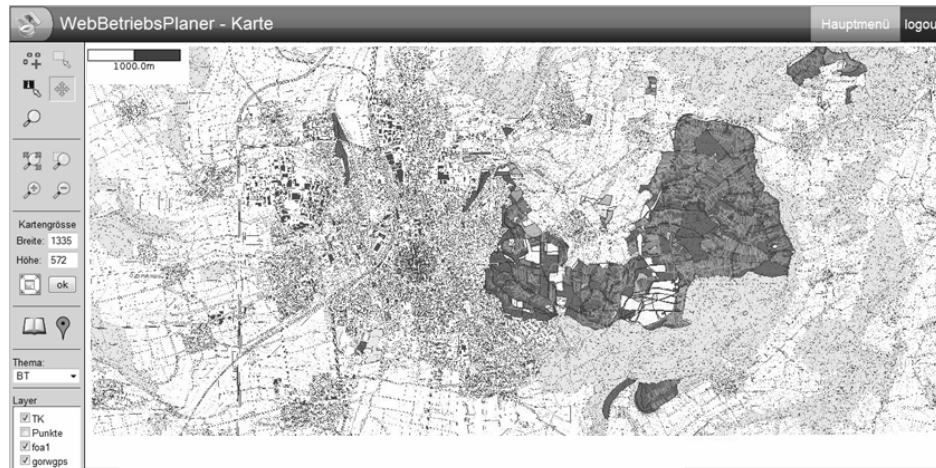 WebBetriebsPlaner - Karte
Hauptmenü
logou
1000.0m
Kartengrösse
Breite: 1335
Höhe: 572
ok
Thema:
BT
Layer
TK
Punkte
foa1
gorwgps